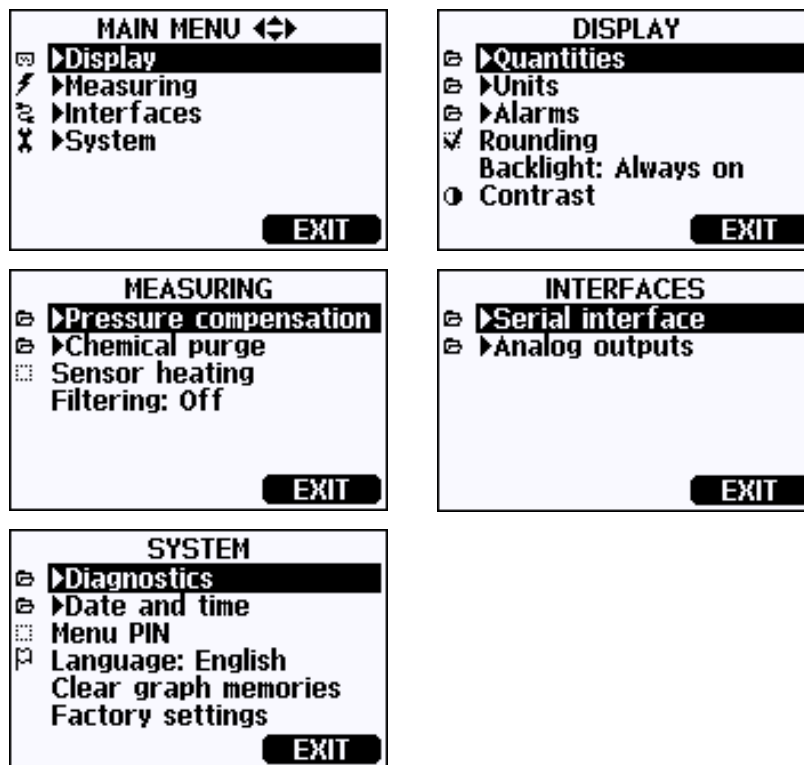 MAIN MENU
Display
Measuring
Interfaces
System
EXIT
DISPLAY
Quantities
Units
Alarms
Rounding
Backlight: Always on
Contrast
EXIT
MEASURING
Pressure compensation
Chemical purge
Sensor heating
Filtering: Off
EXIT
INTERFACES
Serial interface
Analog outputs
EXIT
SYSTEM
Diagnostics
Date and time
Menu PIN
Language: English
Clear graph memories
Factory settings
EXIT